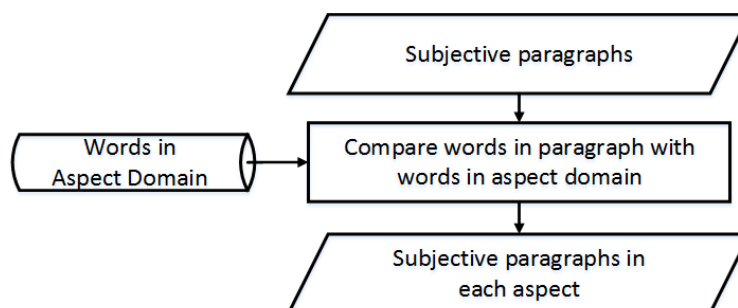 Subjective paragraphs
Words in
Aspect Domain
Compare words in paragraph with
words in aspect domain
Subjective paragraphs in
each aspect